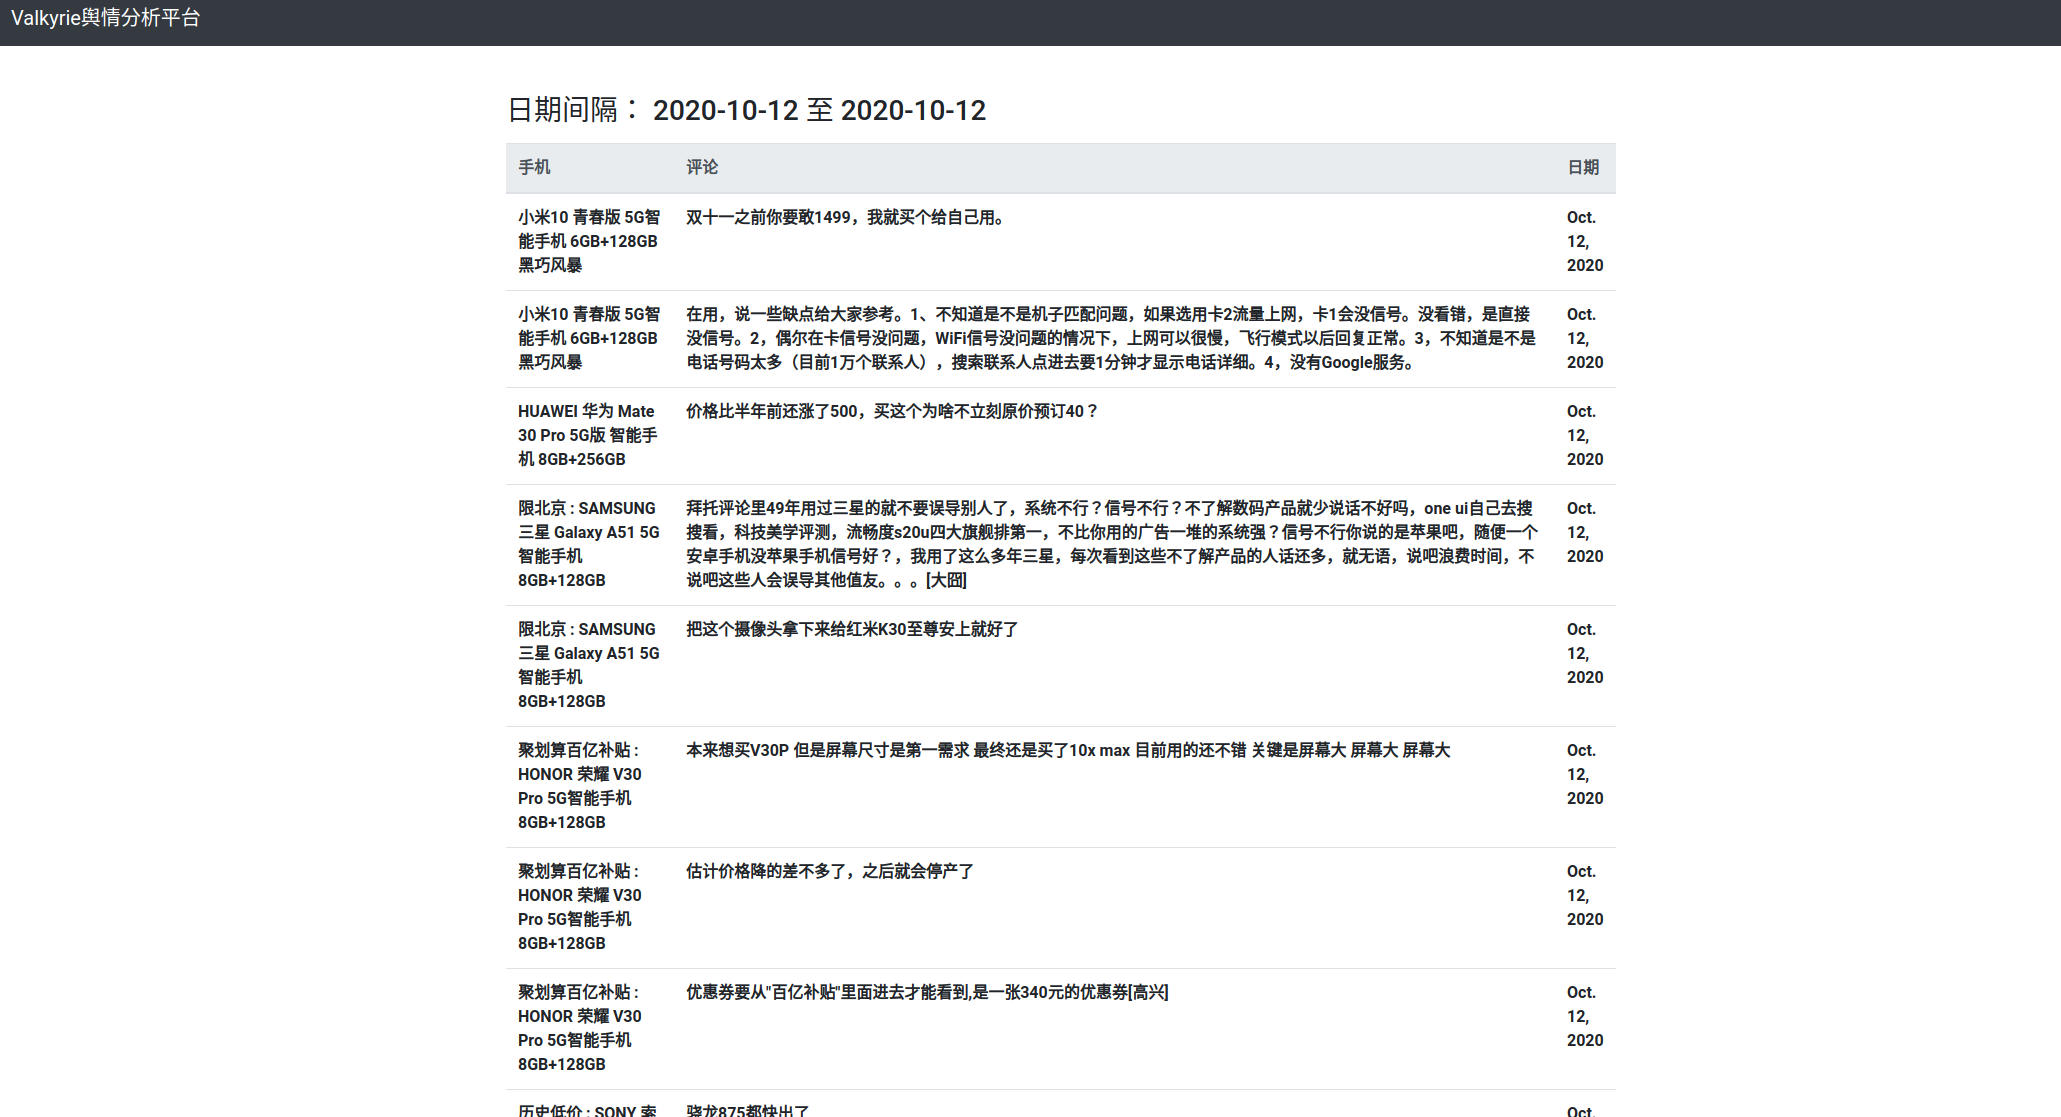 Valkyrie舆情分析平台
日期间隔： 2020-10-12 至 2020-10-12
手机 评论 日期
小米10 青春版 5G智能手机 6GB+128GB 黑巧风暴 双十一之前你要敢1499，我就买个给自己用。 Oct. 12, 2020
小米10 青春版 5G智能手机 6GB+128GB 黑巧风暴 在用，说一些缺点给大家参考。1、不知道是不是机子匹配问题，如果选用卡2流量上网，卡1会没信号。没看错，是直接没信号。2，偶尔在卡信号没问题，WiFi信号没问题的情况下，上网可以很慢，飞行模式以后回复正常。3，不知道是不是电话号码太多（目前1万个联系人），搜索联系人点进去要1分钟才显示电话详细。4，没有Google服务。 Oct. 12, 2020
HUAWEI 华为 Mate 30 Pro 5G版 智能手机 8GB+256GB 价格比半年前还涨了500，买这个为啥不立刻原价预订40？ Oct. 12, 2020
限北京 : SAMSUNG 三星 Galaxy A51 5G 智能手机 8GB+128GB 拜托评论里49年用过三星的就不要误导别人了，系统不行？信号不行？不了解数码产品就少说话不好吗，one ui自己去搜搜看，科技美学评测，流畅度s20u四大旗舰排第一，不比你用的广告一堆的系统强？信号不行你说的是苹果吧，随便一个安卓手机没苹果手机信号好？，我用了这么多年三星，每次看到这些不了解产品的人话还多，就无语，说吧浪费时间，不说吧这些人会误导其他值友。。。[大囧] Oct. 12, 2020
限北京 : SAMSUNG 三星 Galaxy A51 5G 智能手机 8GB+128GB 把这个摄像头拿下来给红米K30至尊安上就好了 Oct. 12, 2020
聚划算百亿补贴 : HONOR 荣耀 V30 Pro 5G智能手机 8GB+128GB 本来想买V30P 但是屏幕尺寸是第一需求 最终还是买了10x max 目前用的还不错 关键是屏幕大 屏幕大 屏幕大 Oct. 12, 2020
聚划算百亿补贴 : HONOR 荣耀 V30 Pro 5G智能手机 8GB+128GB 估计价格降的差不多了，之后就会停产了 Oct. 12, 2020
聚划算百亿补贴 : HONOR 荣耀 V30 Pro 5G智能手机 8GB+128GB 优惠券要从"百亿补贴"里面进去才能看到,是一张340元的优惠券[高兴] Oct. 12, 2020
历史低价 : SONY 索 骁龙875都快出了 Oct.